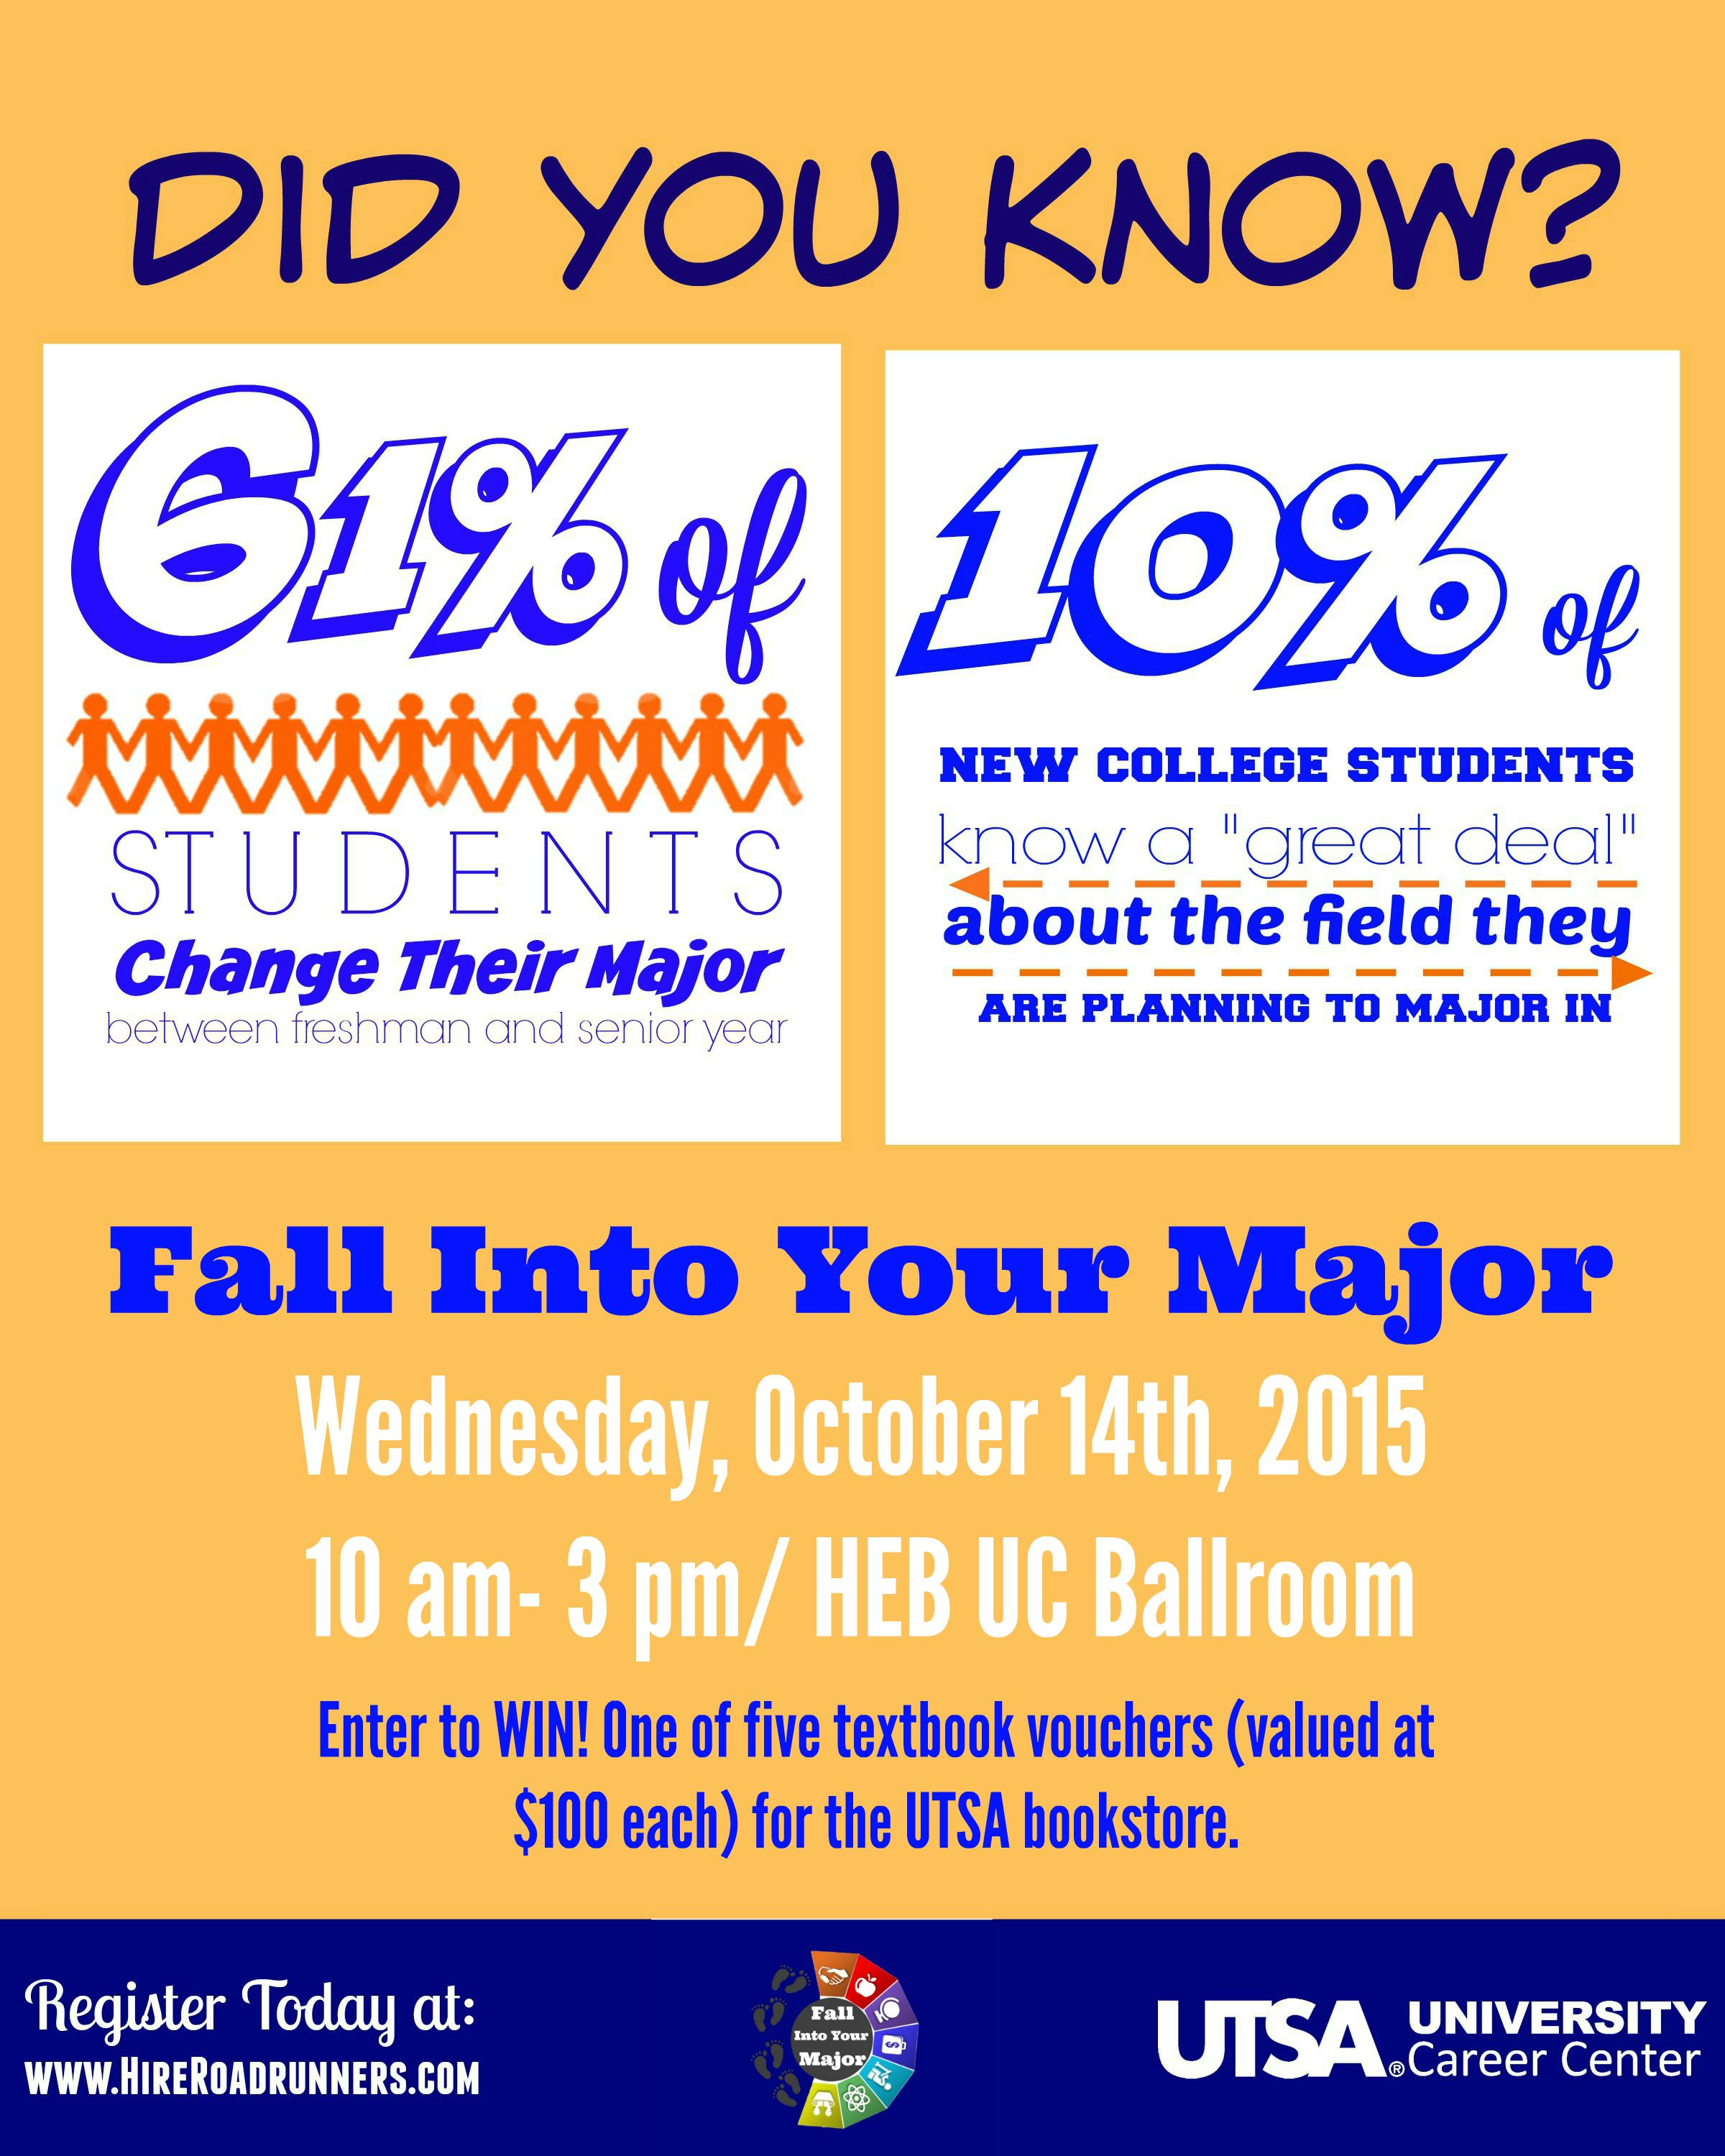 DID YOU KNOW?
61% of
STUDENTS
Change Their Major
between freshman and senior year
10% of
NEW COLLEGE STUDENTS
know a "great deal"
about the field they
ARE PLANNING TO MAJOR IN
Fall Into Your Major
Wednesday, October 14th, 2015
10 am- 3 pm/ HEB UC Ballroom
Enter to WIN! One of five textbook vouchers (valued at
$100 each) for the UTSA bookstore.
Register Today at:
www.HireRoadrunners.com
Fall
Into Your
Major
UTSA® UNIVERSITY
Career Center